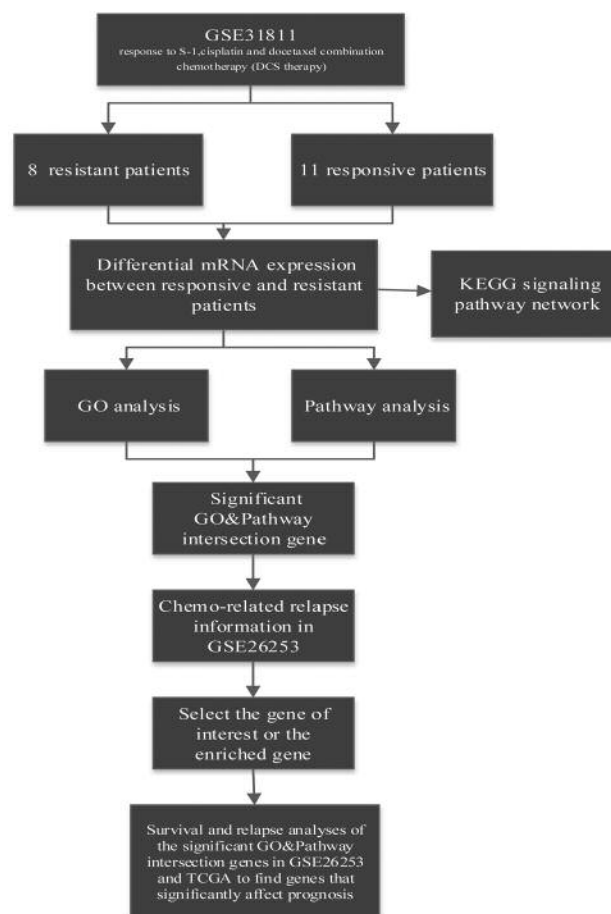 GSE31811
response to S-1,cisplatin and docetaxel combination
chemotherapy (DCS therapy)
8 resistant patients
11 responsive patients
Differential mRNA expression
between responsive and resistant
patients
KEGG signaling
pathway network
GO analysis
Pathway analysis
Significant
GO&Pathway
intersection gene
Chemo-related relapse
information in
GSE26253
Select the gene of
interest or the
enriched gene
Survival and relapse analyses of
the significant GO&Pathway
intersection genes in GSE26253
and TCGA to find genes that
significantly affect prognosis